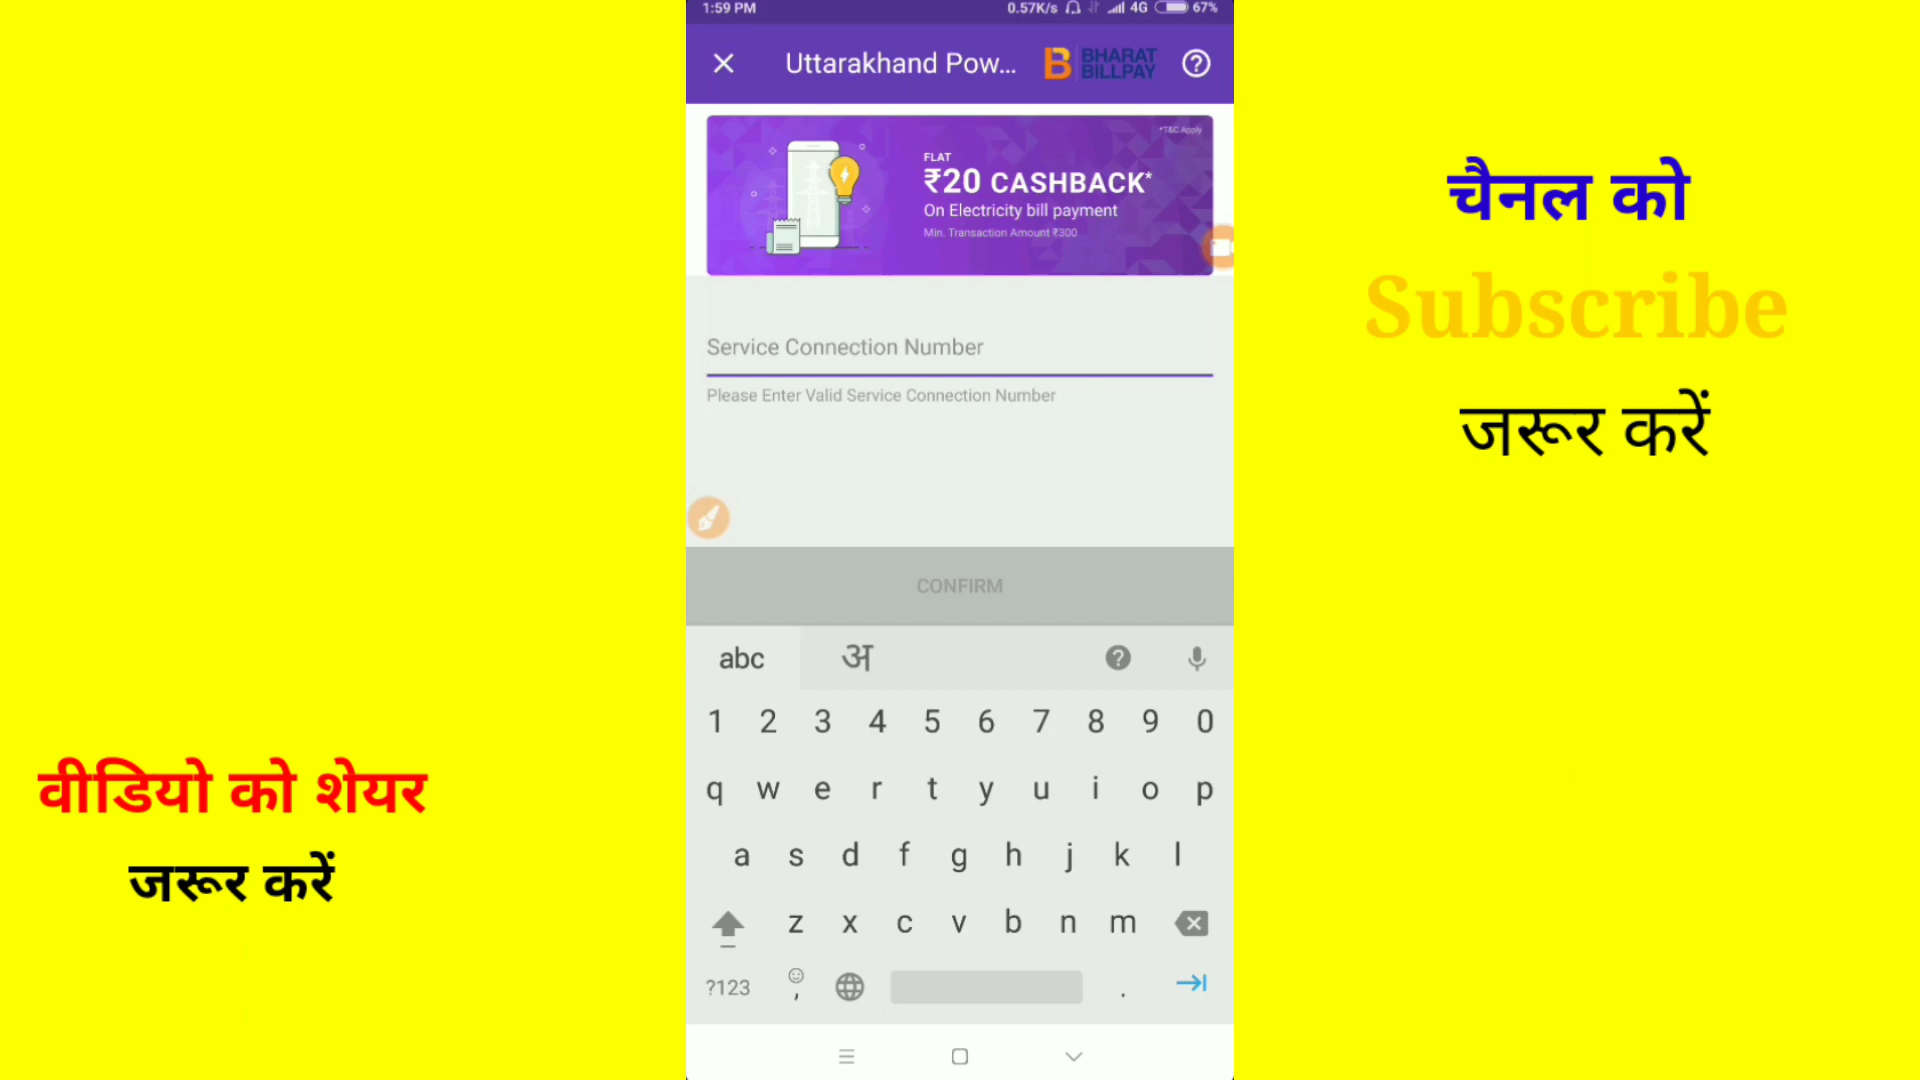 1:59 PM
0.57K/s 4G 67%
Uttarakhand Pow...
BHARAT
BILLPAY
*T&C Apply
FLAT
₹20 CASHBACK*
On Electricity bill payment
Min. Transaction Amount ₹300
Service Connection Number
Please Enter Valid Service Connection Number
CONFIRM
abc अ
1 2 3 4 5 6 7 8 9 0
q w e r t y u i o p
a s d f g h j k l
z x c v b n m
?123 , .
चैनल को
Subscribe
जरूर करें
वीडियो को शेयर
जरूर करें